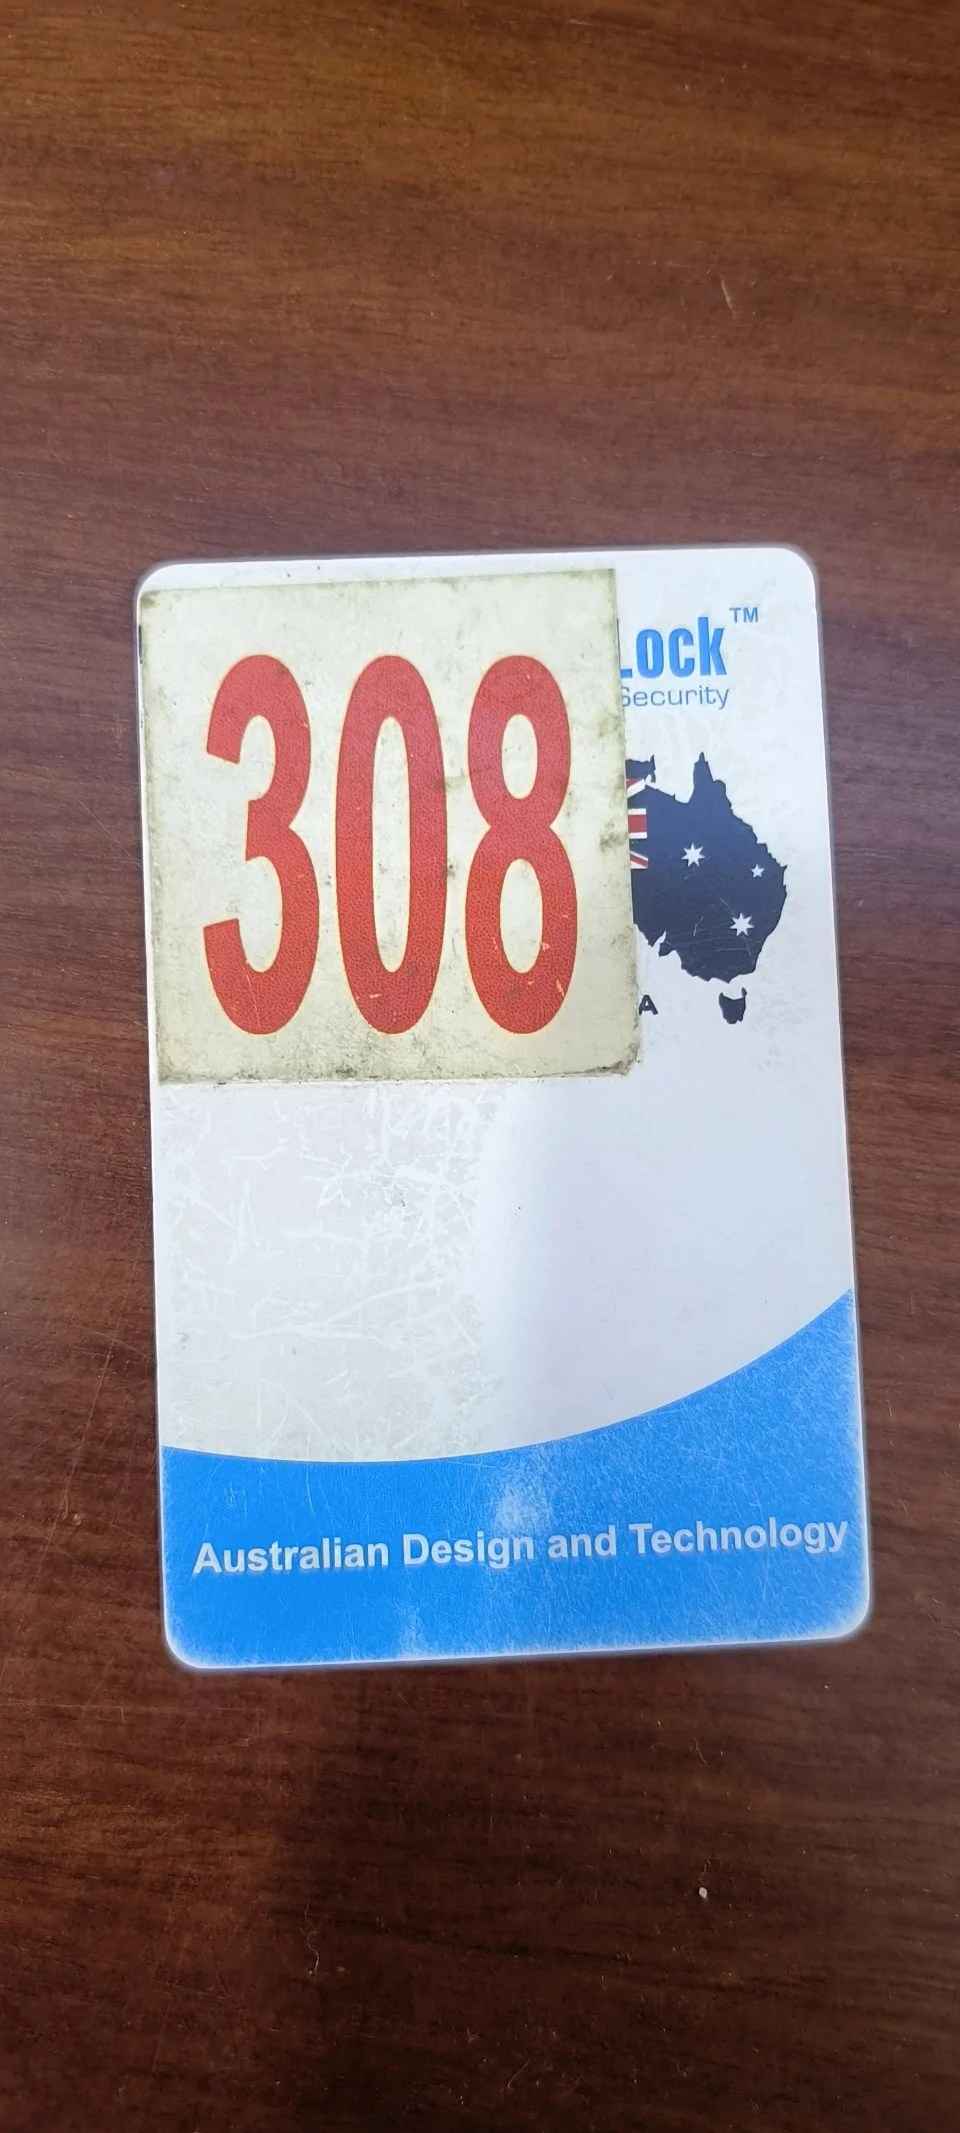 308
Lock™
Security
A
Australian Design and Technology